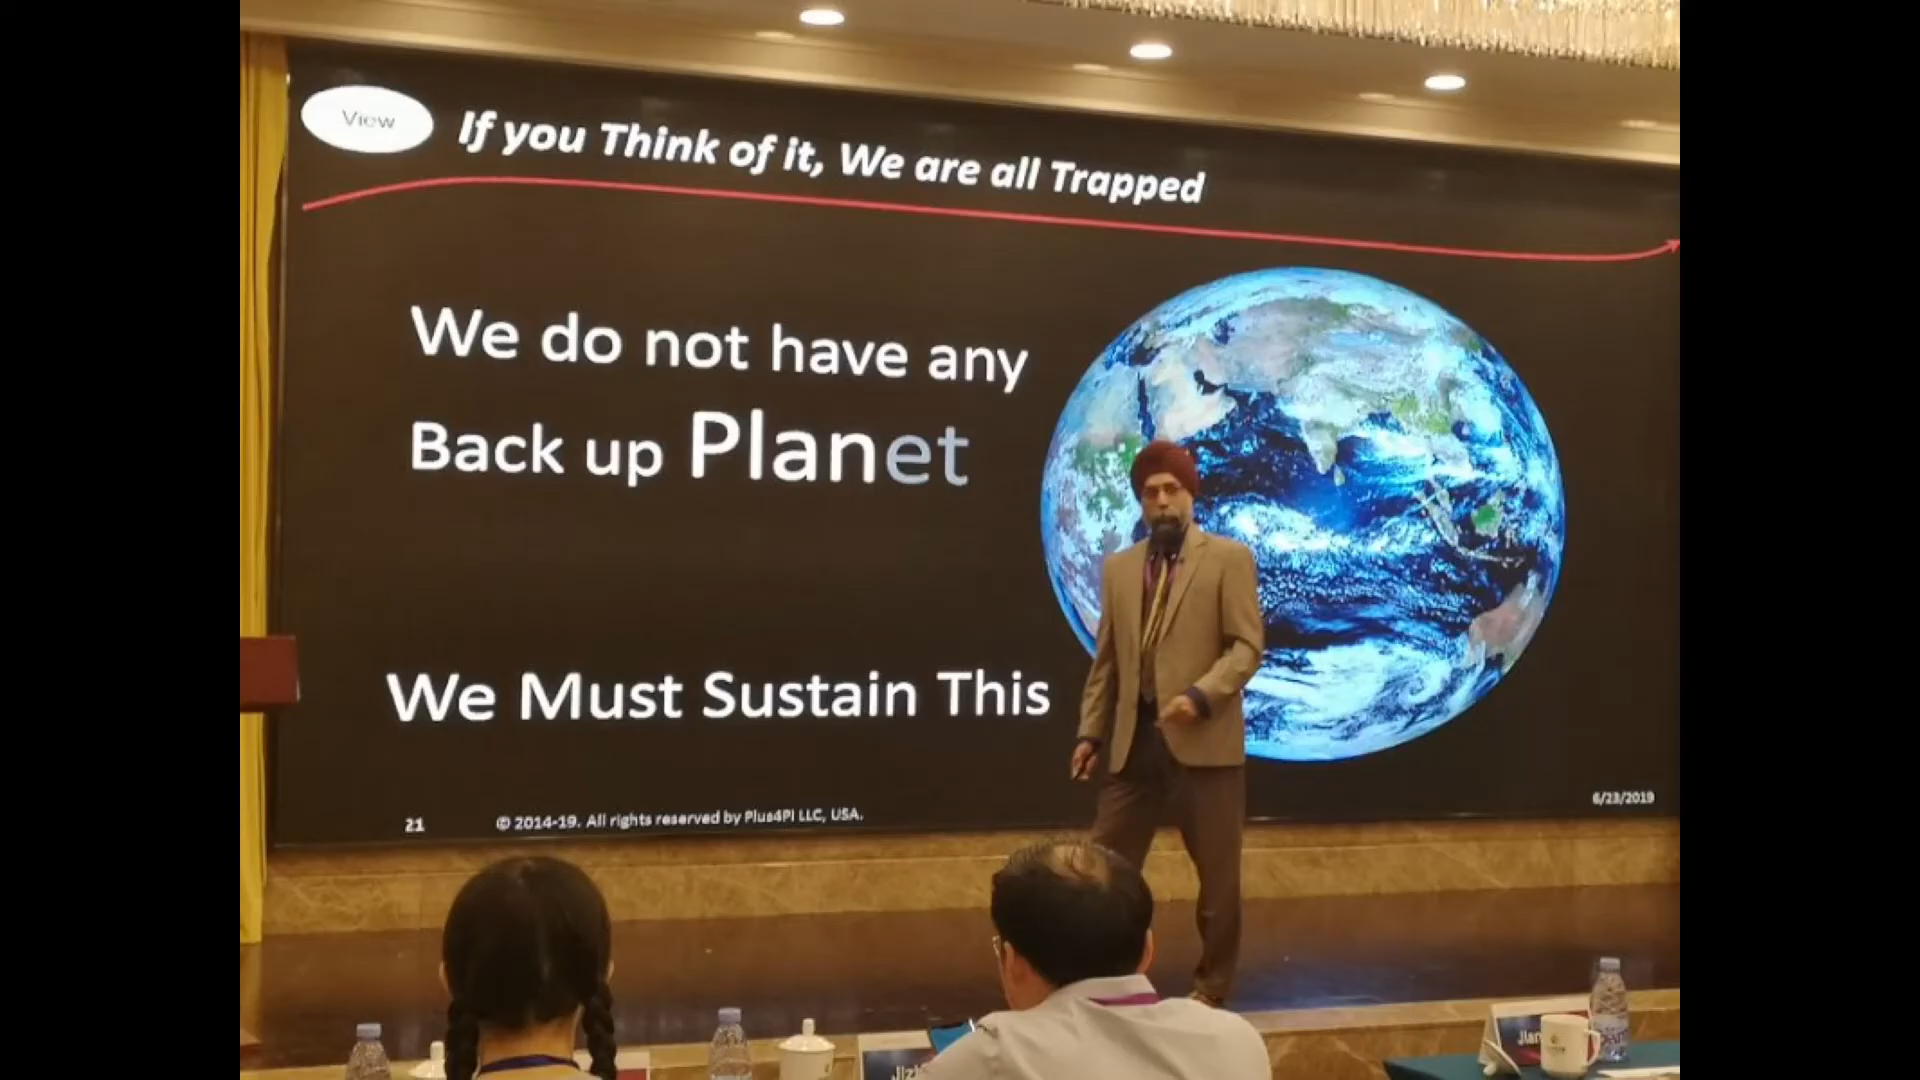 View
If you Think of it, We are all Trapped
We do not have any
Back up Planet
We Must Sustain This
21
© 2014-19. All rights reserved by Plus4PI LLC, USA.
6/23/2019